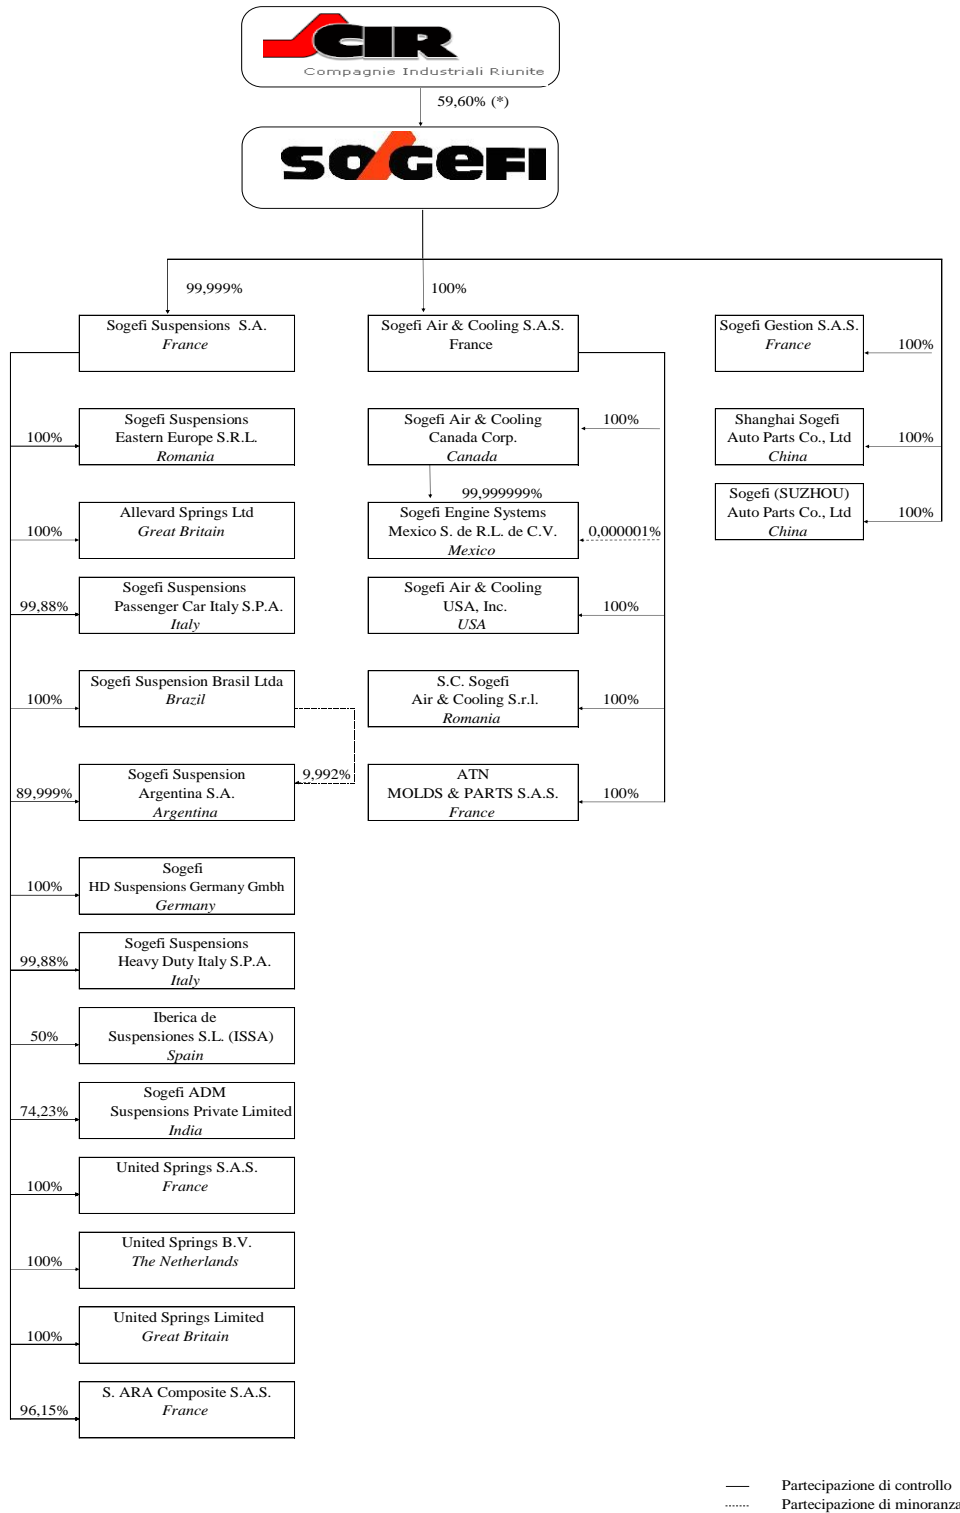 CIR
Compagnie Industriali Riunite
59,60% (*)
SOGEFI
99,999%
100%
Sogefi Suspensions S.A.
France
Sogefi Air & Cooling S.A.S.
France
Sogefi Gestion S.A.S.
France
100%
100%
Sogefi Suspensions
Eastern Europe S.R.L.
Romania
Sogefi Air & Cooling
Canada Corp.
Canada
100%
Shanghai Sogefi
Auto Parts Co., Ltd
China
100%
99,999999%
100%
Allevard Springs Ltd
Great Britain
Sogefi Engine Systems
Mexico S. de R.L. de C.V.
Mexico
0,000001%
Sogefi (SUZHOU)
Auto Parts Co., Ltd
China
100%
99,88%
Sogefi Suspensions
Passenger Car Italy S.P.A.
Italy
Sogefi Air & Cooling
USA, Inc.
USA
100%
100%
Sogefi Suspension Brasil Ltda
Brazil
S.C. Sogefi
Air & Cooling S.r.l.
Romania
100%
89,999%
Sogefi Suspension
Argentina S.A.
Argentina
9,992%
ATN
MOLDS & PARTS S.A.S.
France
100%
100%
Sogefi
HD Suspensions Germany Gmbh
Germany
99,88%
Sogefi Suspensions
Heavy Duty Italy S.P.A.
Italy
50%
Iberica de
Suspensiones S.L. (ISSA)
Spain
74,23%
Sogefi ADM
Suspensions Private Limited
India
100%
United Springs S.A.S.
France
100%
United Springs B.V.
The Netherlands
100%
United Springs Limited
Great Britain
96,15%
S. ARA Composite S.A.S.
France
Partecipazione di controllo
Partecipazione di minoranza